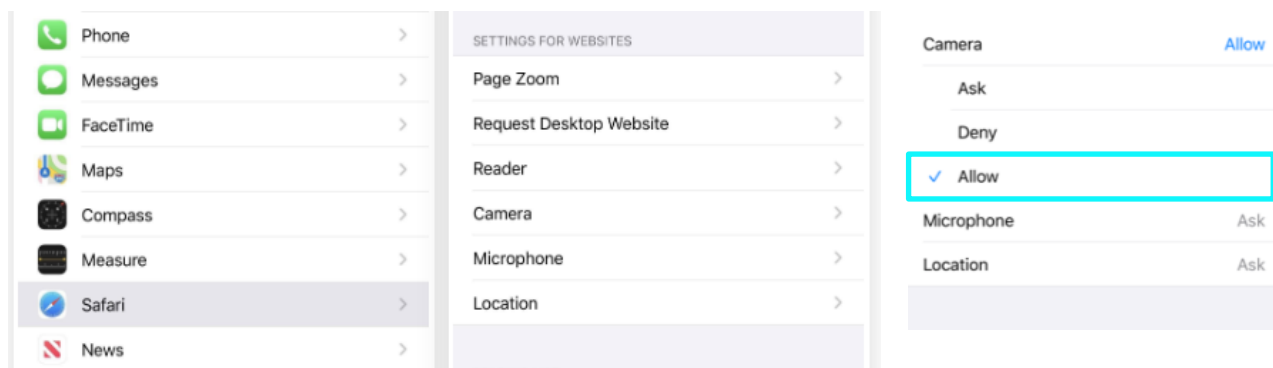 Phone
Messages
FaceTime
Maps
Compass
Measure
Safari
News
SETTINGS FOR WEBSITES
Page Zoom
Request Desktop Website
Reader
Camera
Microphone
Location
Camera Allow
Ask
Deny
Allow
Microphone Ask
Location Ask